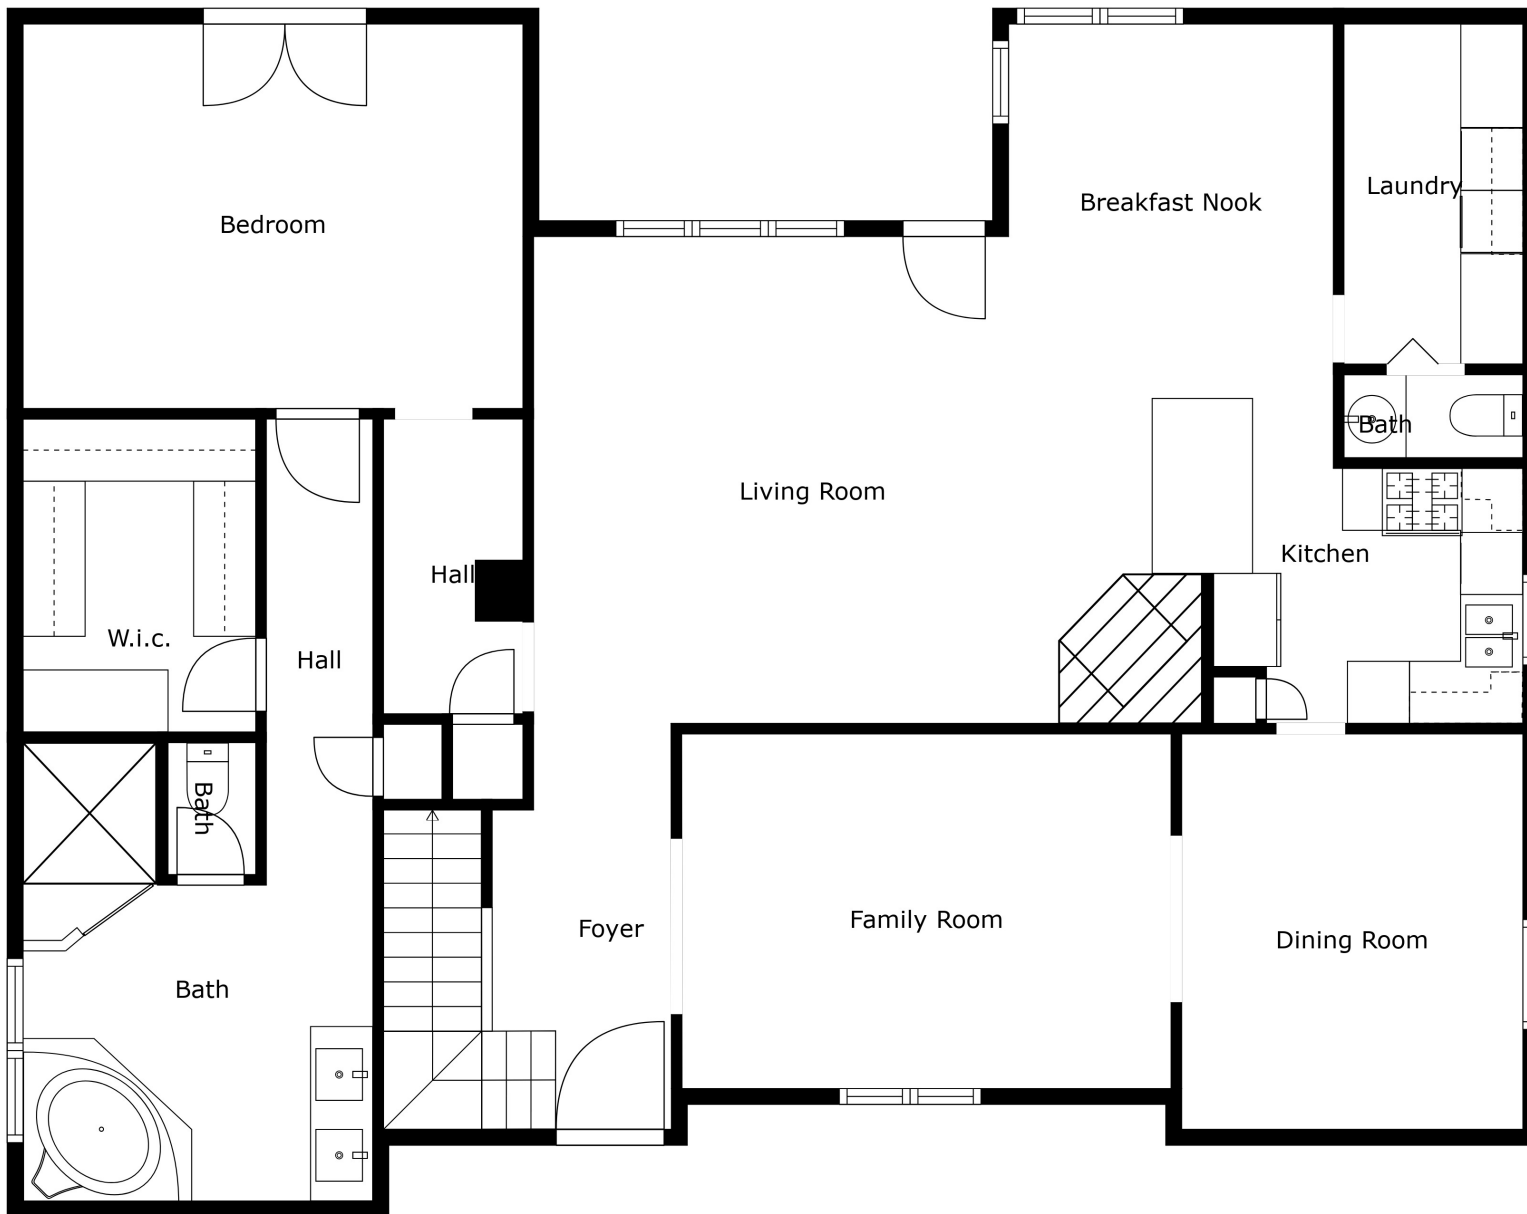 Bedroom
Breakfast Nook
Laundry
Bath
Living Room
Kitchen
Hall
W.i.c.
Hall
Bath
Foyer
Family Room
Dining Room
Bath